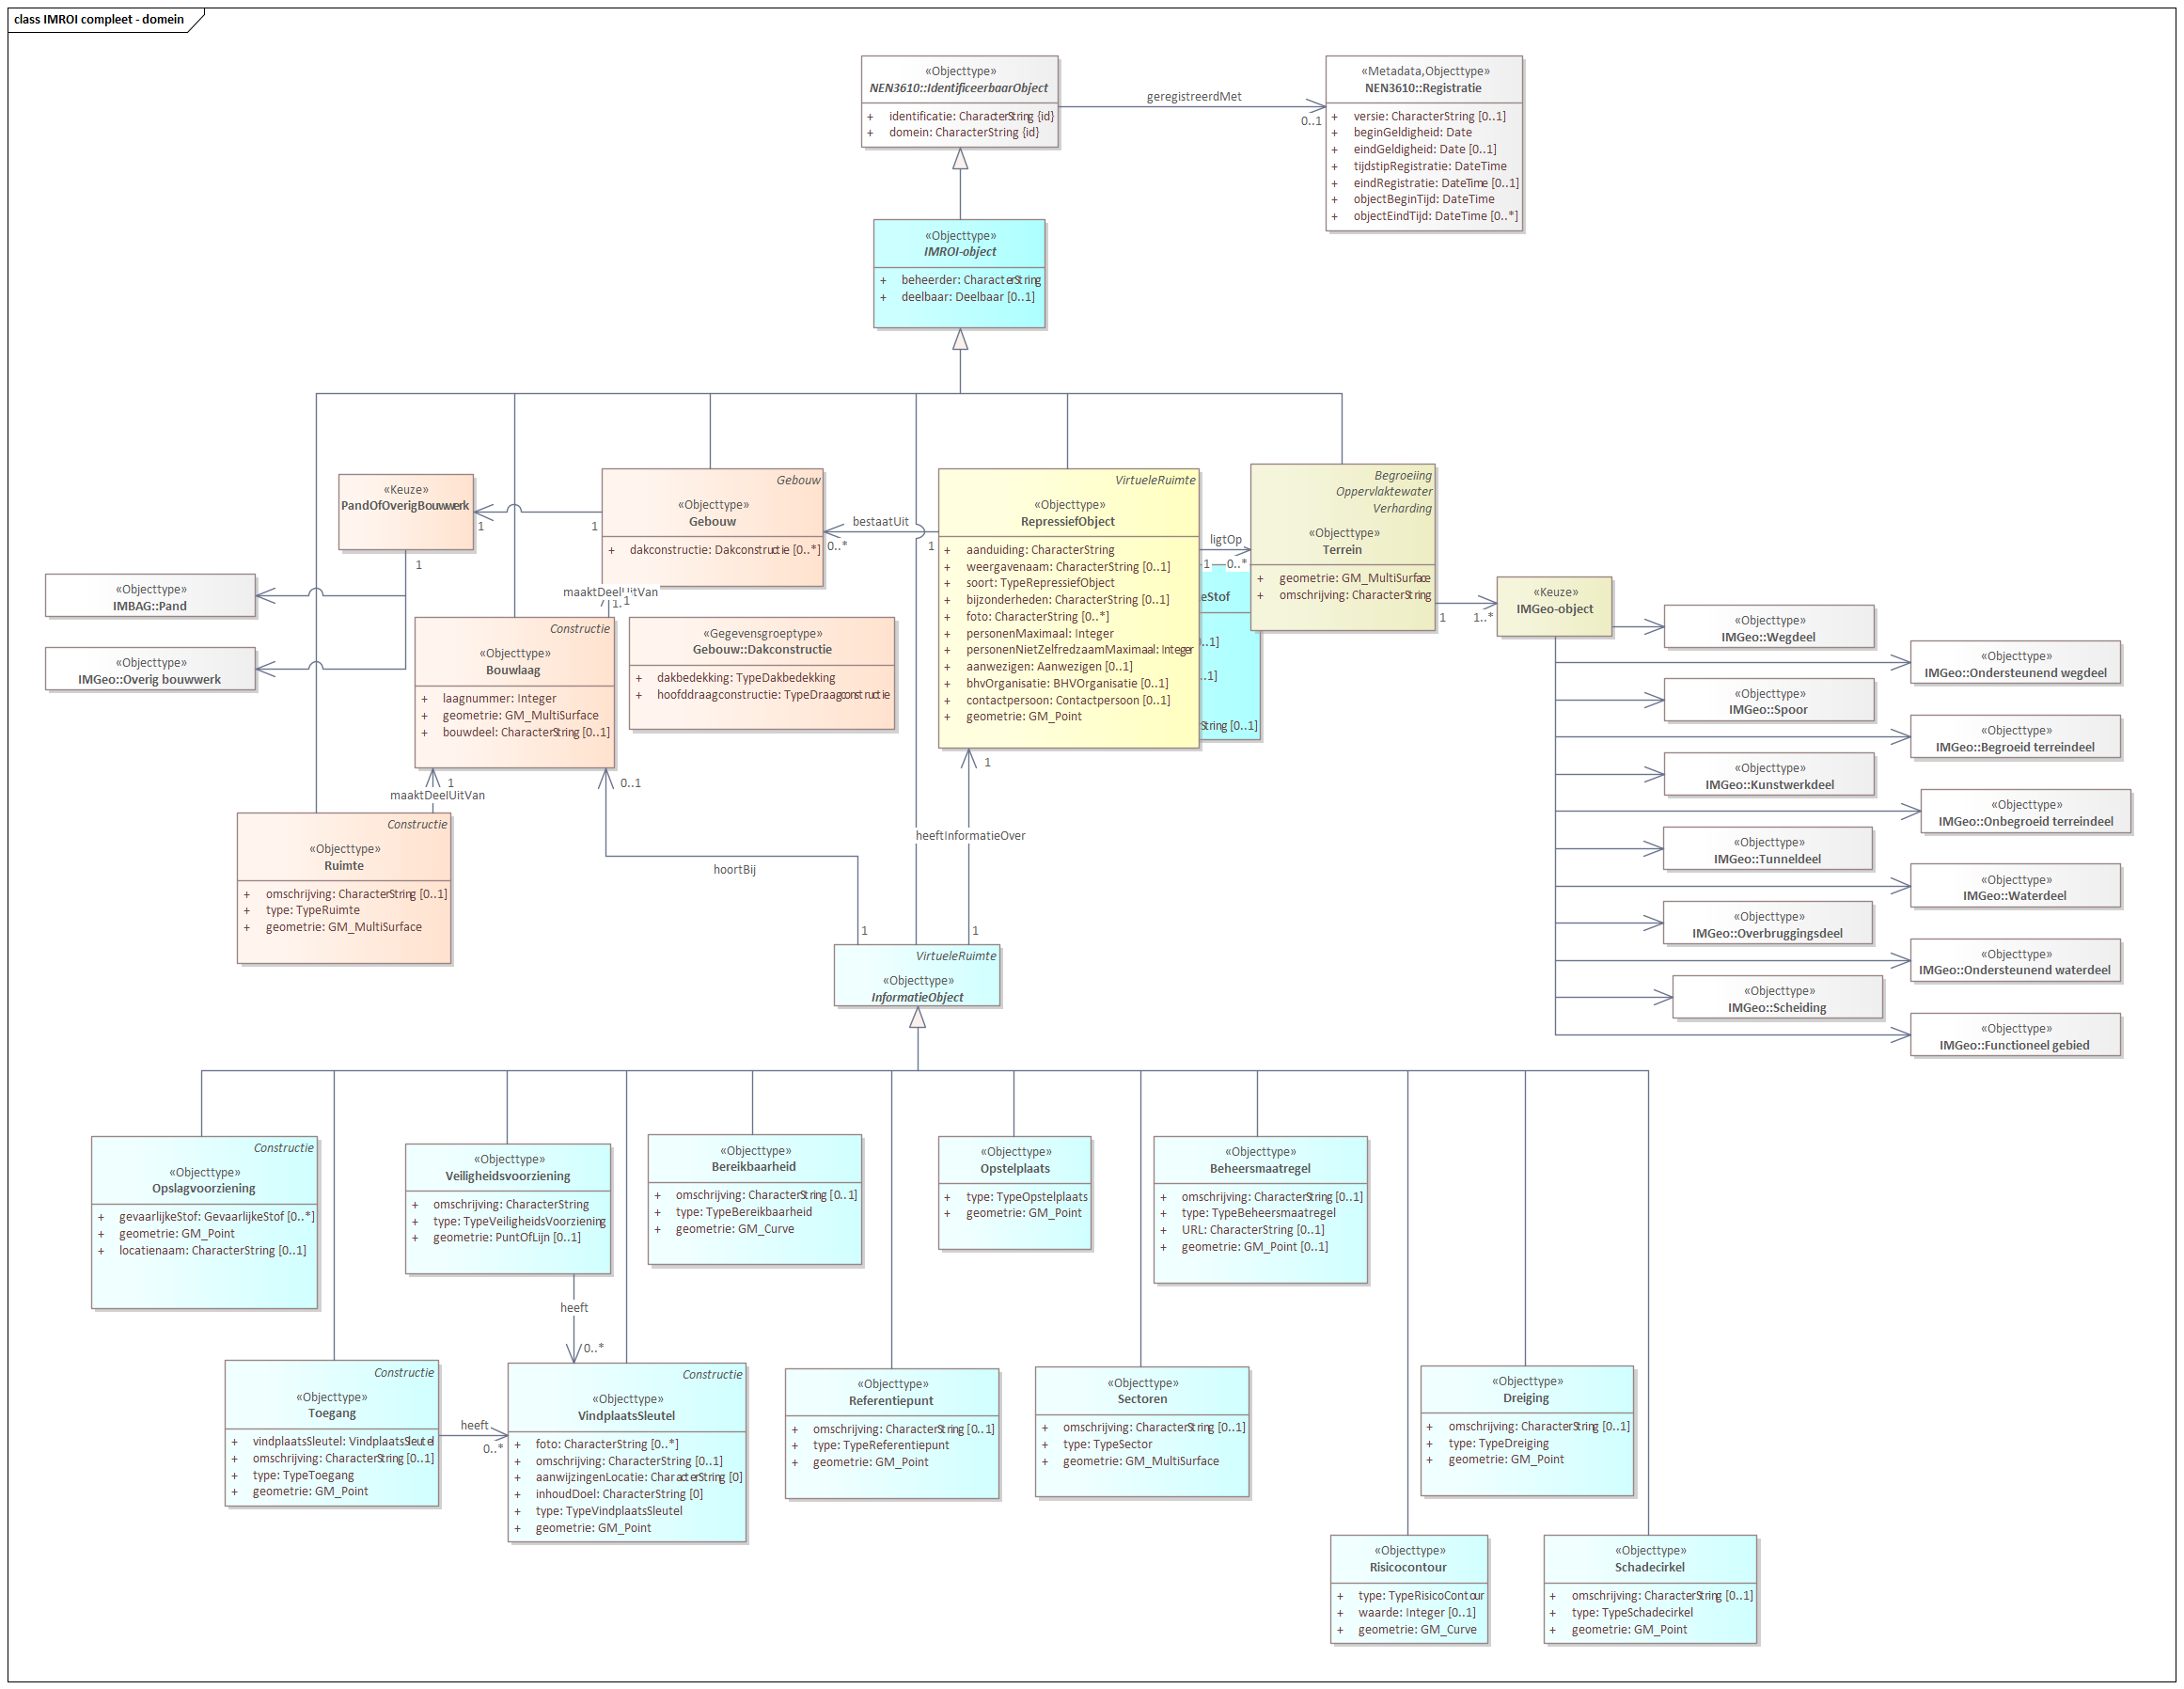 class IMROI compleet - domein
«Objecttype»
NEN3610::IdentificeerbaarObject
+ identificatie: CharacterString {id}
+ domein: CharacterString {id}
geregistreerdMet
0..1
«Metadata,Objecttype»
NEN3610::Registratie
+ versie: CharacterString [0..1]
+ beginGeldigheid: Date
+ eindGeldigheid: Date [0..1]
+ tijdstipRegistratie: DateTime
+ eindRegistratie: DateTime [0..1]
+ objectBeginTijd: DateTime
+ objectEindTijd: DateTime [0..*]
«Objecttype»
IMROI-object
+ beheerder: CharacterString
+ deelbaar: Deelbaar [0..1]
«Keuze»
PandOfOverigBouwwerk
1
1
1
Gebouw
«Objecttype»
Gebouw
+ dakconstructie: Dakconstructie [0..*]
bestaatUit
0..*
1
VirtueleRuimte
«Objecttype»
RepressiefObject
+ aanduiding: CharacterString
+ weergavenaam: CharacterString [0..1]
+ soort: TypeRepressiefObject
+ bijzonderheden: CharacterString [0..1]
+ foto: CharacterString [0..*]
+ personenMaximaal: Integer
+ personenNietZelfredzaamMaximaal: Integer
+ aanwezigen: Aanwezigen [0..1]
+ bhvOrganisatie: BHVOrganisatie [0..1]
+ contactpersoon: Contactpersoon [0..1]
+ geometrie: GM_Point
ligtOp
1
0..*
eStof
..1]
..1]
String [0..1]
Begroeiing
Oppervlaktewater
Verharding
«Objecttype»
Terrein
+ geometrie: GM_MultiSurface
+ omschrijving: CharacterString
1
1..*
«Keuze»
IMGeo-object
«Objecttype»
IMBAG::Pand
«Objecttype»
IMGeo::Overig bouwwerk
maaktDeelUitVan
1..1
Constructie
«Objecttype»
Bouwlaag
+ laagnummer: Integer
+ geometrie: GM_MultiSurface
+ bouwdeel: CharacterString [0..1]
«Gegevensgroeptype»
Gebouw::Dakconstructie
+ dakbedekking: TypeDakbedekking
+ hoofddraagconstructie: TypeDraagconstructie
1
maaktDeelUitVan
0..1
1
Constructie
«Objecttype»
Ruimte
+ omschrijving: CharacterString [0..1]
+ type: TypeRuimte
+ geometrie: GM_MultiSurface
heeftInformatieOver
hoortBij
1
1
VirtueleRuimte
«Objecttype»
InformatieObject
«Objecttype»
IMGeo::Wegdeel
«Objecttype»
IMGeo::Ondersteunend wegdeel
«Objecttype»
IMGeo::Spoor
«Objecttype»
IMGeo::Begroeid terreindeel
«Objecttype»
IMGeo::Kunstwerkdeel
«Objecttype»
IMGeo::Onbegroeid terreindeel
«Objecttype»
IMGeo::Tunneldeel
«Objecttype»
IMGeo::Waterdeel
«Objecttype»
IMGeo::Overbruggingsdeel
«Objecttype»
IMGeo::Ondersteunend waterdeel
«Objecttype»
IMGeo::Scheiding
«Objecttype»
IMGeo::Functioneel gebied
Constructie
«Objecttype»
Opslagvoorziening
+ gevaarlijkeStof: GevaarlijkeStof [0..*]
+ geometrie: GM_Point
+ locatienaam: CharacterString [0..1]
«Objecttype»
Veiligheidsvoorziening
+ omschrijving: CharacterString
+ type: TypeVeiligheidsVoorziening
+ geometrie: PuntOfLijn [0..1]
«Objecttype»
Bereikbaarheid
+ omschrijving: CharacterString [0..1]
+ type: TypeBereikbaarheid
+ geometrie: GM_Curve
«Objecttype»
Opstelplaats
+ type: TypeOpstelplaats
+ geometrie: GM_Point
«Objecttype»
Beheersmaatregel
+ omschrijving: CharacterString [0..1]
+ type: TypeBeheersmaatregel
+ URL: CharacterString [0..1]
+ geometrie: GM_Point [0..1]
heeft
0..*
Constructie
«Objecttype»
Toegang
+ vindplaatsSleutel: VindplaatsSleutel
+ omschrijving: CharacterString [0..1]
+ type: TypeToegang
+ geometrie: GM_Point
heeft
0..*
Constructie
«Objecttype»
VindplaatsSleutel
+ foto: CharacterString [0..*]
+ omschrijving: CharacterString [0..1]
+ aanwijzingenLocatie: CharacterString [0]
+ inhoudDoel: CharacterString [0]
+ type: TypeVindplaatsSleutel
+ geometrie: GM_Point
«Objecttype»
Referentiepunt
+ omschrijving: CharacterString [0..1]
+ type: TypeReferentiepunt
+ geometrie: GM_Point
«Objecttype»
Sectoren
+ omschrijving: CharacterString [0..1]
+ type: TypeSector
+ geometrie: GM_MultiSurface
«Objecttype»
Dreiging
+ omschrijving: CharacterString [0..1]
+ type: TypeDreiging
+ geometrie: GM_Point
«Objecttype»
Risicocontour
+ type: TypeRisicoContour
+ waarde: Integer [0..1]
+ geometrie: GM_Curve
«Objecttype»
Schadecirkel
+ omschrijving: CharacterString [0..1]
+ type: TypeSchadecirkel
+ geometrie: GM_Point